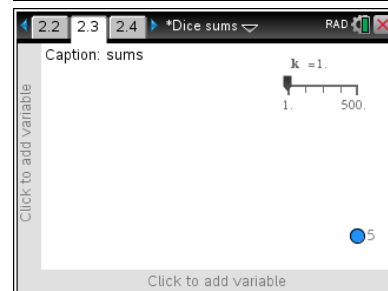 2.2 2.3 2.4 *Dice sums RAD
Caption: sums
k =1.
1. 500.
Click to add variable
5
Click to add variable